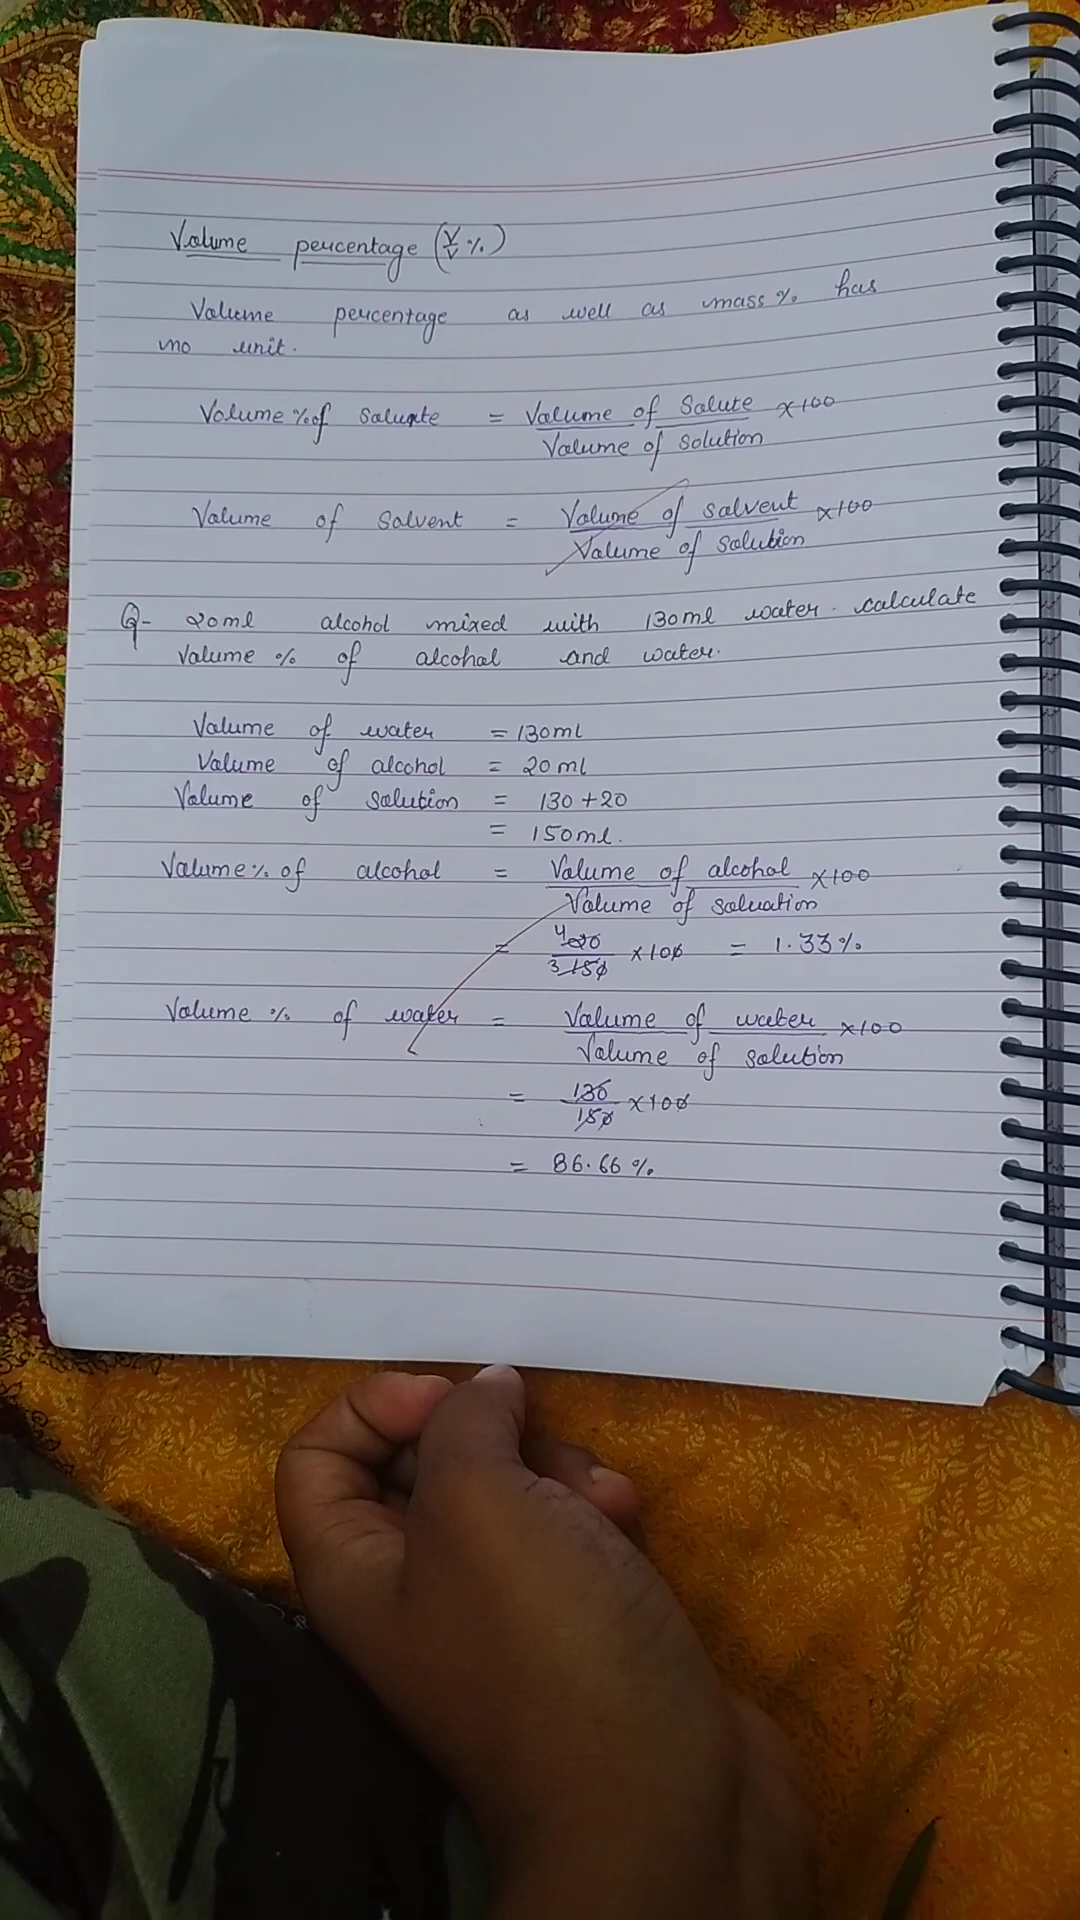 Volume percentage (V/V %)
Volume percentage as well as mass % has
no unit.
Volume % of solute = Volume of Solute × 100
Volume of solution
Volume of Solvent = Volume of solvent × 100
Volume of solution
Q- 20ml alcohol mixed with 130ml water. calculate
Volume % of alcohol and water.
Volume of water = 130ml
Volume of alcohol = 20ml
Volume of solution = 130 + 20
= 150ml.
Volume % of alcohol = Volume of alcohol × 100
Volume of soluation
= 4 20 / 3 150 × 100 = 1.33%
Volume % of water = Volume of water × 100
Volume of solution
= 130 / 150 × 100
= 86.66 %